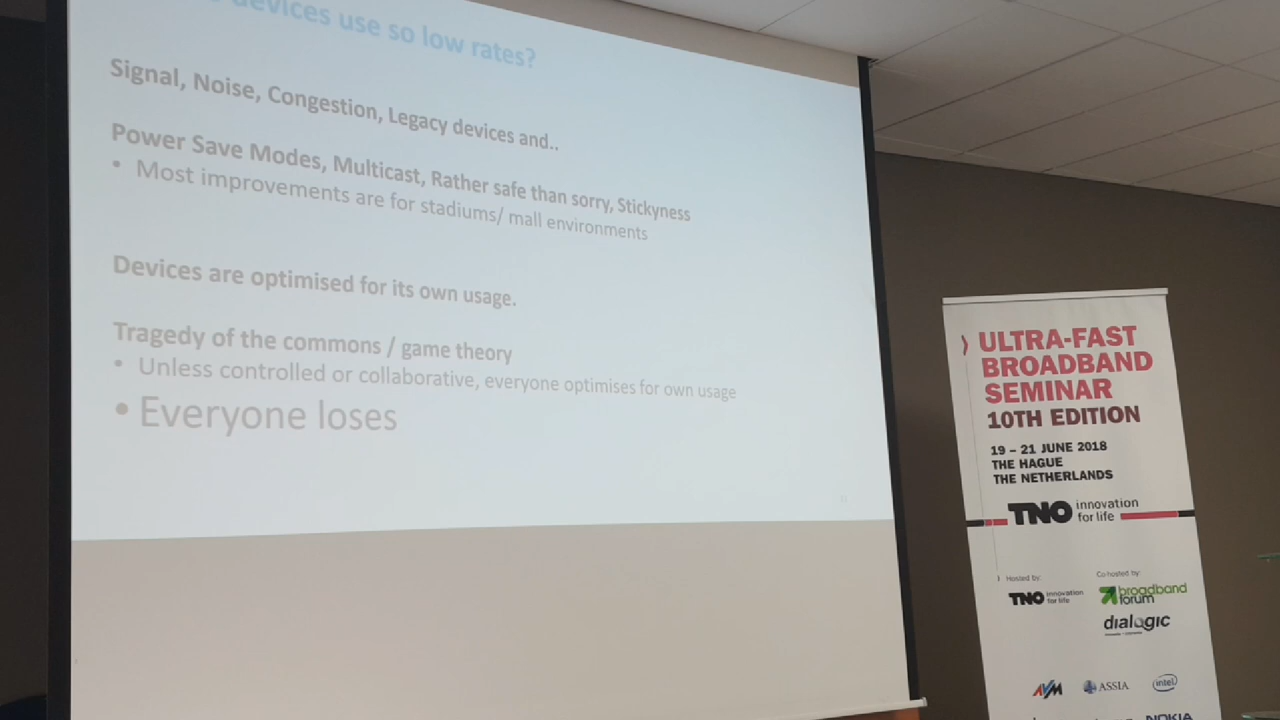 devices use so low rates?
Signal, Noise, Congestion, Legacy devices and..
Power Save Modes, Multicast, Rather safe than sorry, Stickyness
• Most improvements are for stadiums/ mall environments
Devices are optimised for its own usage.
Tragedy of the commons / game theory
• Unless controlled or collaborative, everyone optimises for own usage
• Everyone loses
ULTRA-FAST
BROADBAND
SEMINAR
10TH EDITION
19 – 21 JUNE 2018
THE HAGUE
THE NETHERLANDS
TNO innovation for life
Hosted by:
TNO innovation for life
Co hosted by:
broadband forum
dialogic
AVM ASSIA intel
NOKIA